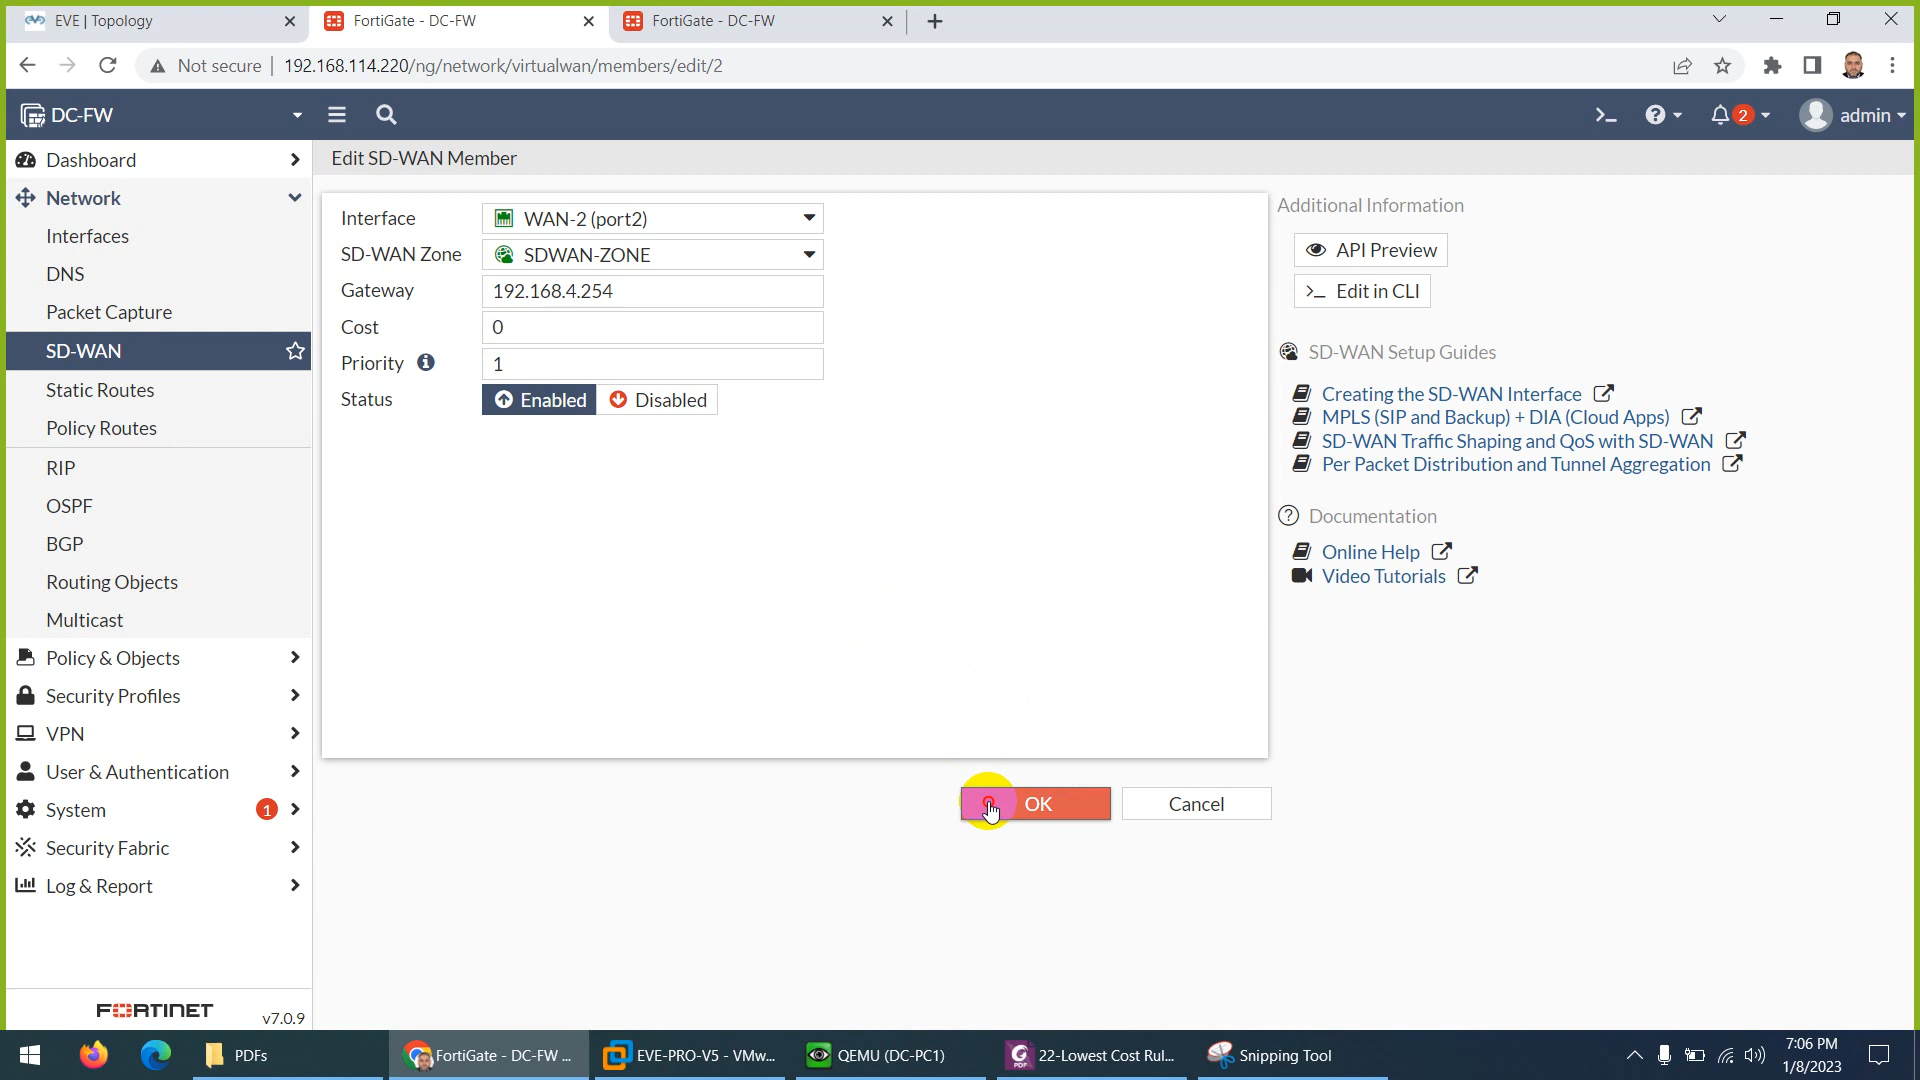 EVE | Topology
FortiGate - DC-FW
FortiGate - DC-FW
Not secure
192.168.114.220/ng/network/virtualwan/members/edit/2
DC-FW
2
admin
Dashboard
Network
Interfaces
DNS
Packet Capture
SD-WAN
Static Routes
Policy Routes
RIP
OSPF
BGP
Routing Objects
Multicast
Policy & Objects
Security Profiles
VPN
User & Authentication
System
1
Security Fabric
Log & Report
FORTINET
v7.0.9
Edit SD-WAN Member
Interface
WAN-2 (port2)
SD-WAN Zone
SDWAN-ZONE
Gateway
192.168.4.254
Cost
0
Priority
1
Status
Enabled
Disabled
OK
Cancel
Additional Information
API Preview
>_ Edit in CLI
SD-WAN Setup Guides
Creating the SD-WAN Interface
MPLS (SIP and Backup) + DIA (Cloud Apps)
SD-WAN Traffic Shaping and QoS with SD-WAN
Per Packet Distribution and Tunnel Aggregation
Documentation
Online Help
Video Tutorials
PDFs
FortiGate - DC-FW ...
EVE-PRO-V5 - VMw...
QEMU (DC-PC1)
22-Lowest Cost Rul...
Snipping Tool
7:06 PM
1/8/2023